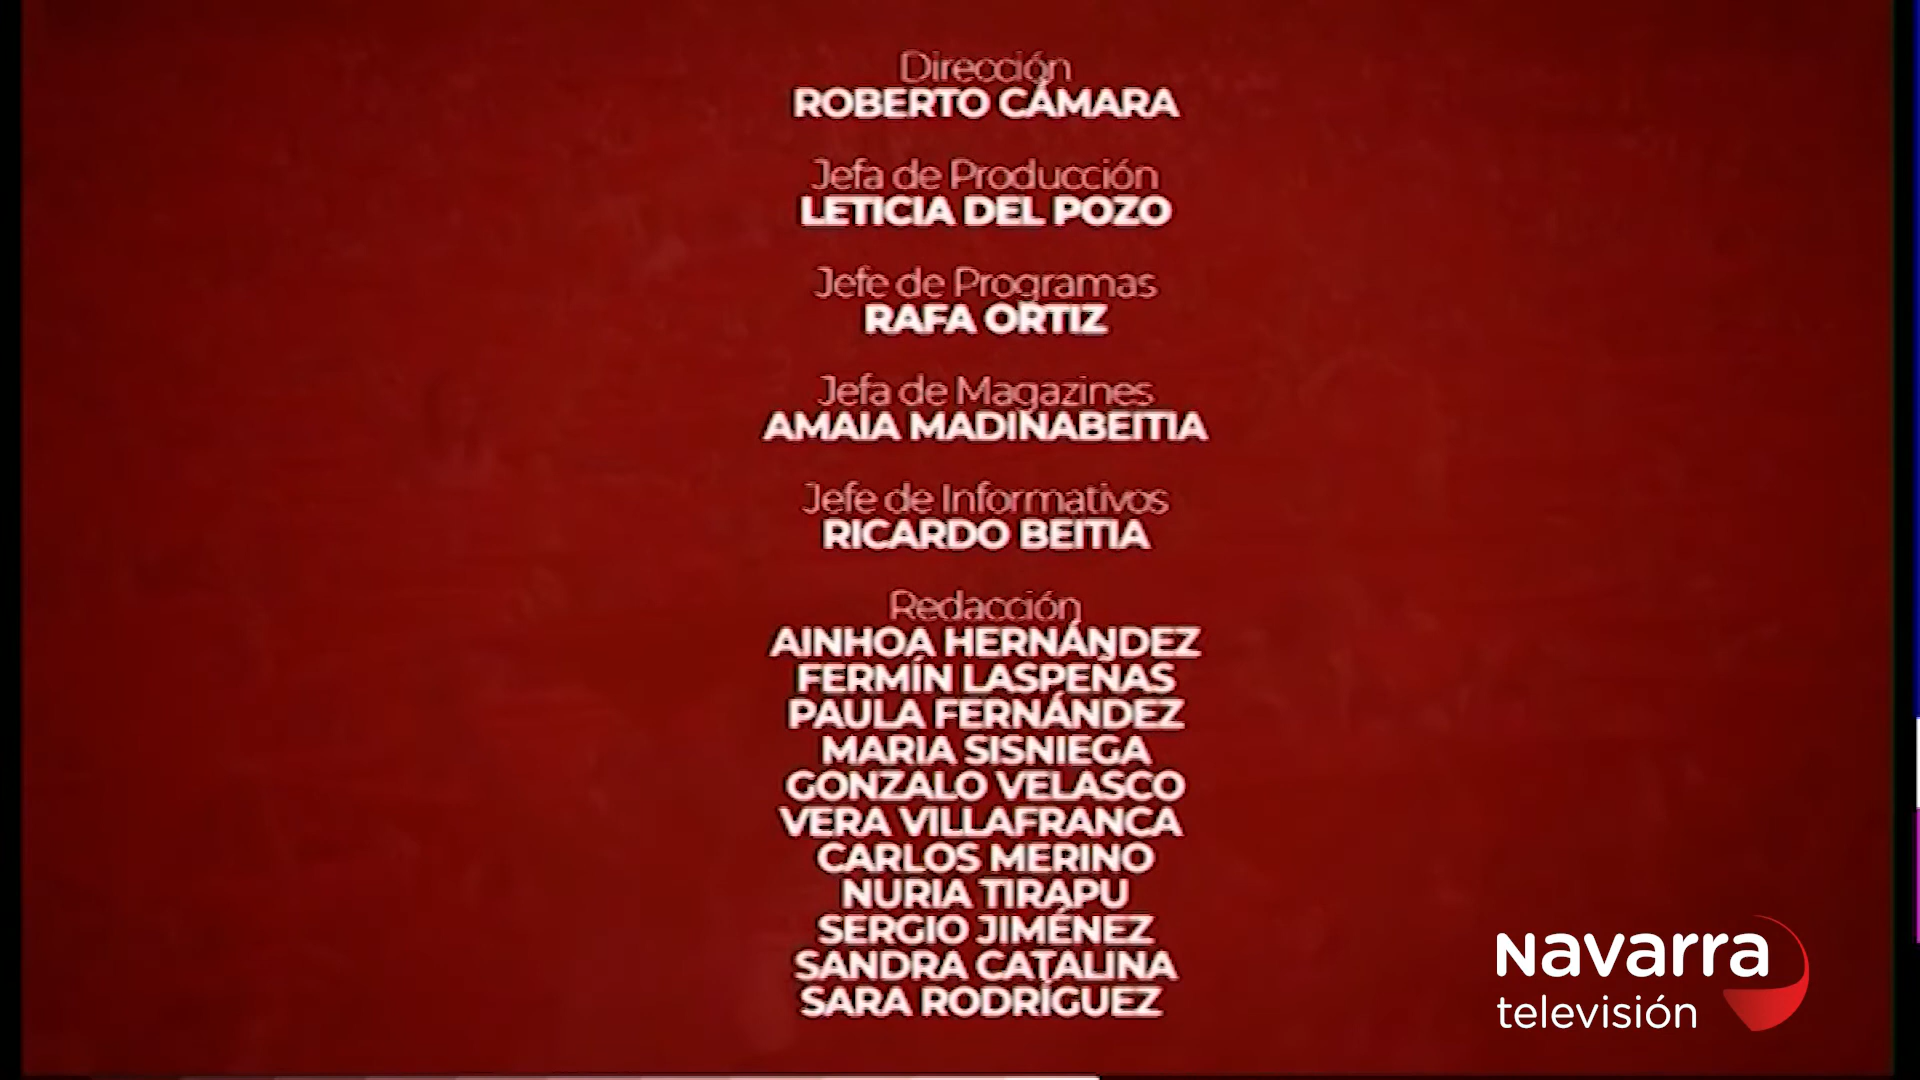 Dirección
ROBERTO CÁMARA
Jefa de Producción
LETICIA DEL POZO
Jefe de Programas
RAFA ORTIZ
Jefa de Magazines
AMAIA MADINABEITIA
Jefe de Informativos
RICARDO BEITIA
Redacción
AINHOA HERNÁNDEZ
FERMÍN LASPEÑAS
PAULA FERNÁNDEZ
MARIA SISNIEGA
GONZALO VELASCO
VERA VILLAFRANCA
CARLOS MERINO
NURIA TIRAPU
SERGIO JIMÉNEZ
SANDRA CATALINA
SARA RODRÍGUEZ
Navarra
televisión